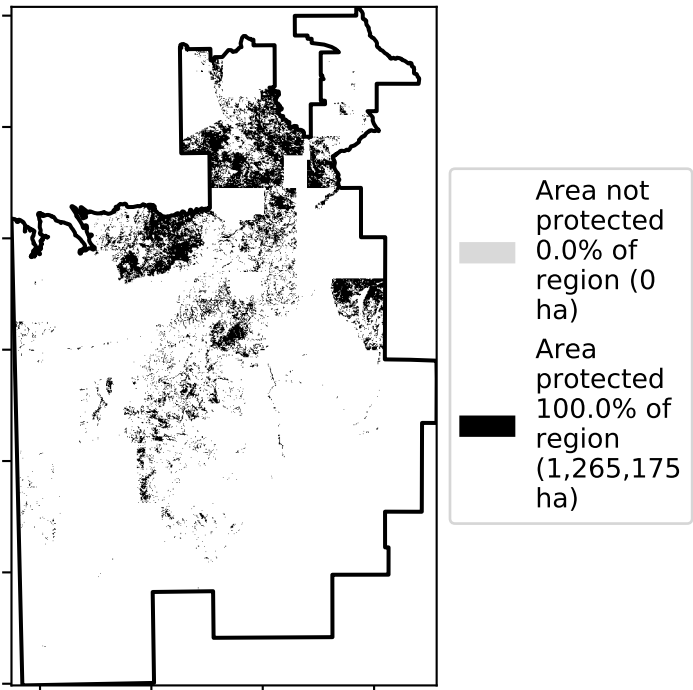 Area not
protected
0.0% of
region (0
ha)
Area
protected
100.0% of
region
(1,265,175
ha)